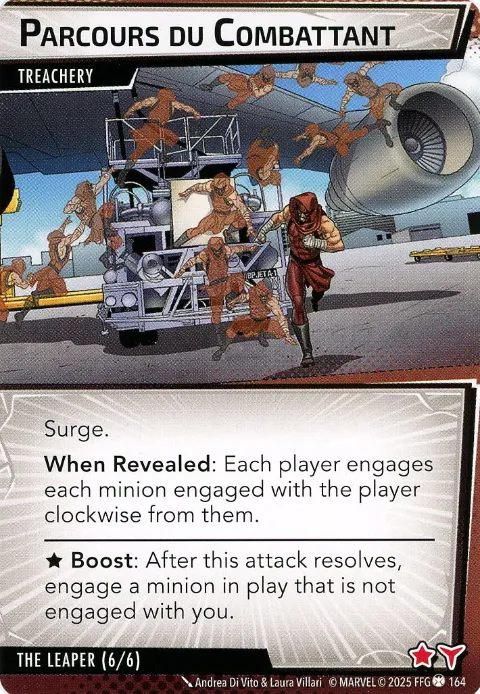 PARCOURS DU COMBATTANT
TREACHERY
BPJETA-1
Surge.
When Revealed: Each player engages
each minion engaged with the player
clockwise from them.
★ Boost: After this attack resolves,
engage a minion in play that is not
engaged with you.
THE LEAPER (6/6)
Andrea Di Vito & Laura Villari © MARVEL © 2025 FFG 164